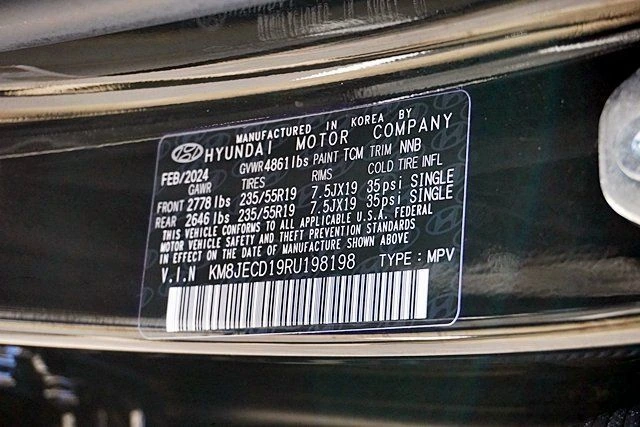 MANUFACTURED IN KOREA BY
HYUNDAI MOTOR COMPANY
FEB/2024 GVWR 4861 lbs PAINT TCM TRIM NNB
GAWR TIRES RIMS COLD TIRE INFL
FRONT 2778 lbs 235/55R19 7.5JX19 35psi SINGLE
REAR 2646 lbs 235/55R19 7.5JX19 35psi SINGLE
THIS VEHICLE CONFORMS TO ALL APPLICABLE U.S.A. FEDERAL
MOTOR VEHICLE SAFETY AND THEFT PREVENTION STANDARDS
IN EFFECT ON THE DATE OF MANUFACTURE SHOWN ABOVE
V.I.N KM8JECD19RU198198 TYPE : MPV